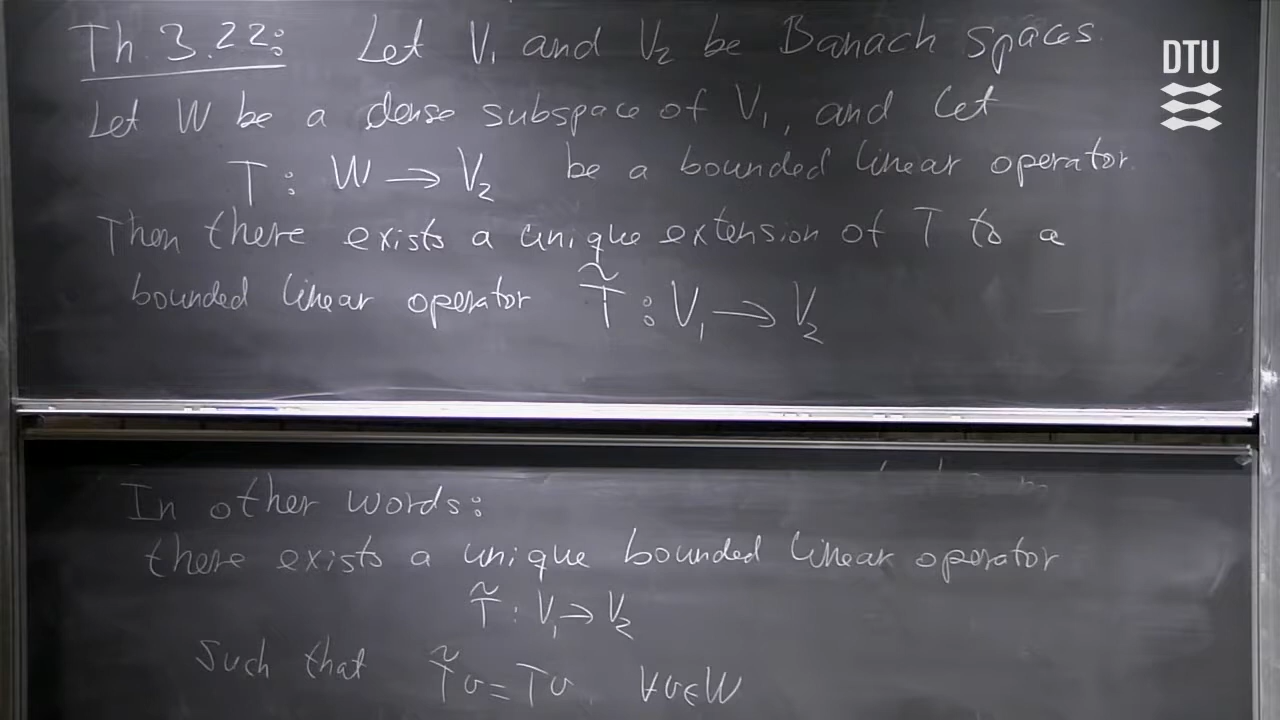 Th. 3.22: Let V₁ and V₂ be Banach spaces.
DTU
Let W be a dense subspace of V₁, and let
T : W → V₂ be a bounded linear operator.
Then there exists a unique extension of T to a
bounded linear operator T̃ : V₁ → V₂
In other words:
there exists a unique bounded linear operator
T̃ : V₁ → V₂
Such that T̃v = Tv ∀v∈W